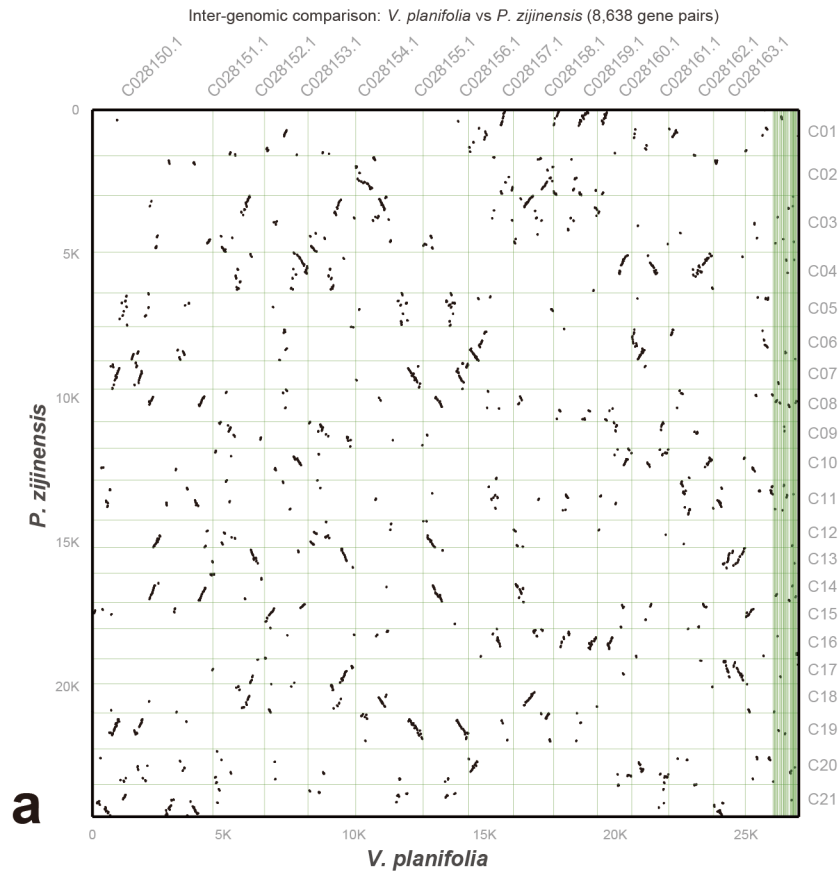 Inter-genomic comparison: V. planifolia vs P. zijinensis (8,638 gene pairs)
C028150.1
C028151.1
C028152.1
C028153.1
C028154.1
C028155.1
C028156.1
C028157.1
C028158.1
C028159.1
C028160.1
C028161.1
C028162.1
C028163.1
0
5K
10K
15K
20K
P. zijinensis
C01
C02
C03
C04
C05
C06
C07
C08
C09
C10
C11
C12
C13
C14
C15
C16
C17
C18
C19
C20
C21
a
0
5K
10K
15K
20K
25K
V. planifolia